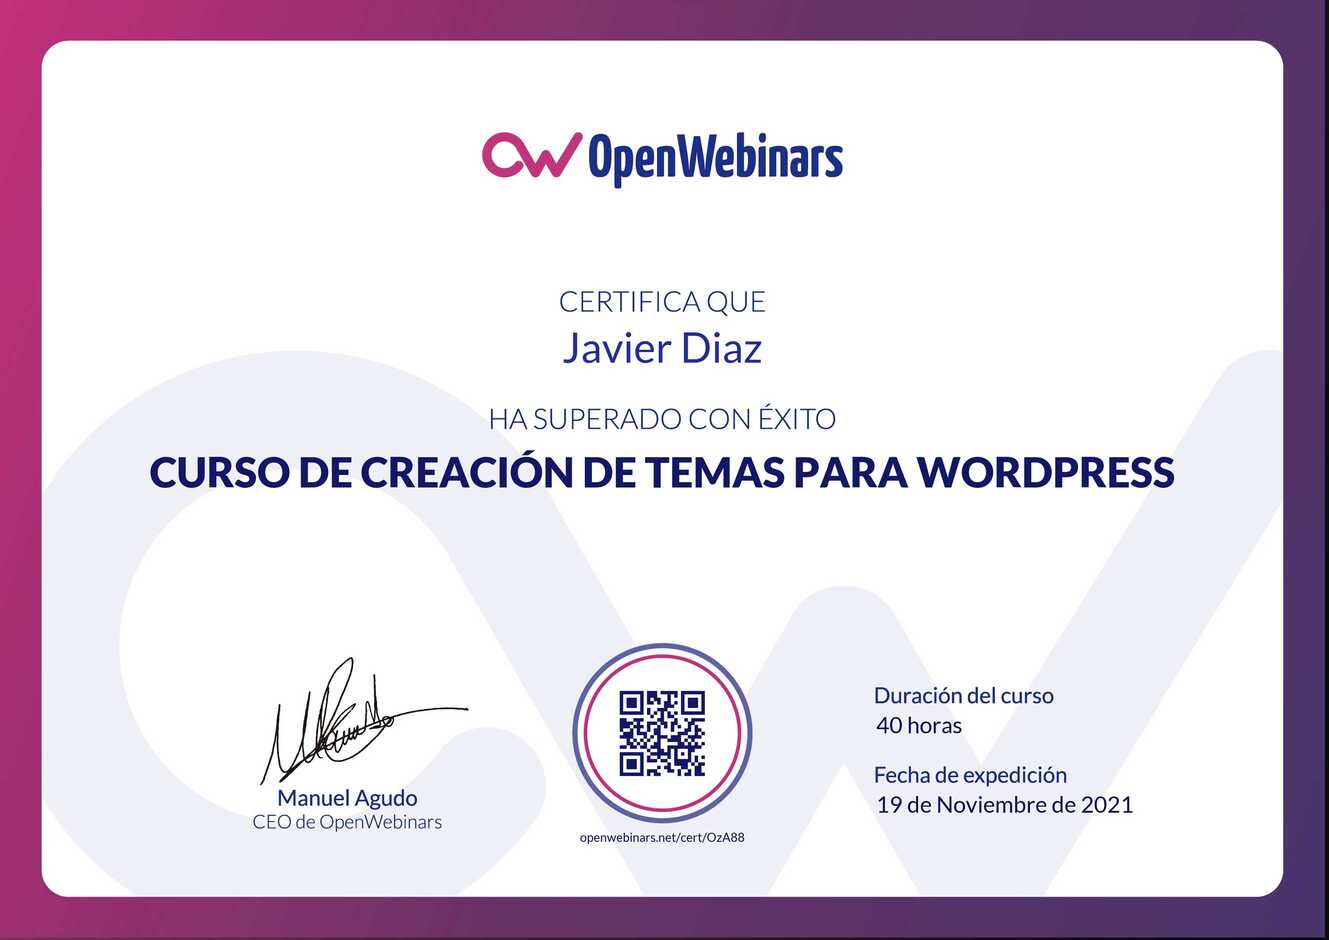 OpenWebinars
CERTIFICA QUE
Javier Diaz
HA SUPERADO CON ÉXITO
CURSO DE CREACIÓN DE TEMAS PARA WORDPRESS
Manuel Agudo
CEO de OpenWebinars
openwebinars.net/cert/OzA88
Duración del curso
40 horas
Fecha de expedición
19 de Noviembre de 2021